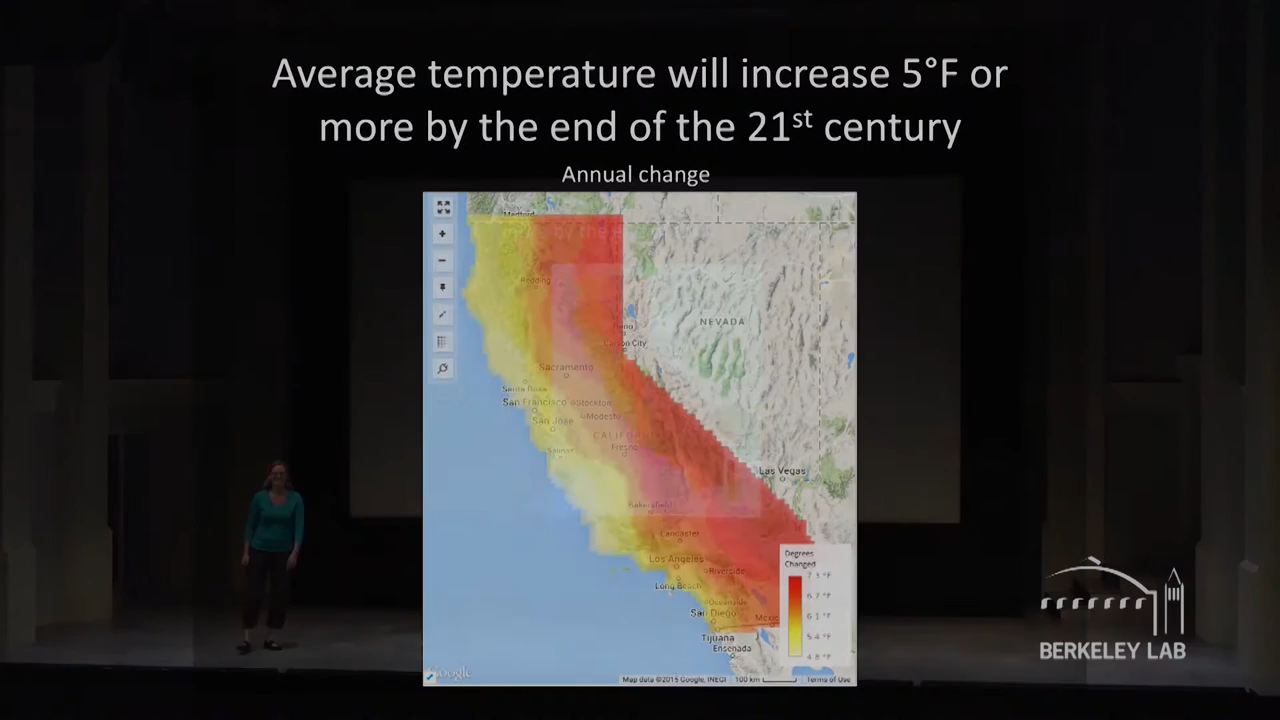 Average temperature will increase 5°F or
more by the end of the 21st century
Annual change
Medford
Redding
NEVADA
Carson City
Sacramento
Santa Rosa
San Francisco
Stockton
Modesto
San Jose
CALIFORNIA
Salinas
Fresno
Las Vegas
Bakersfield
Lancaster
Los Angeles
Riverside
Long Beach
Oceanside
San Diego
Mexicali
Tijuana
Ensenada
Degrees
Changed
7.3 °F
6.7 °F
6.1 °F
5.4 °F
4.8 °F
Google
Map data ©2015 Google, INEGI
100 km
Terms of Use
BERKELEY LAB